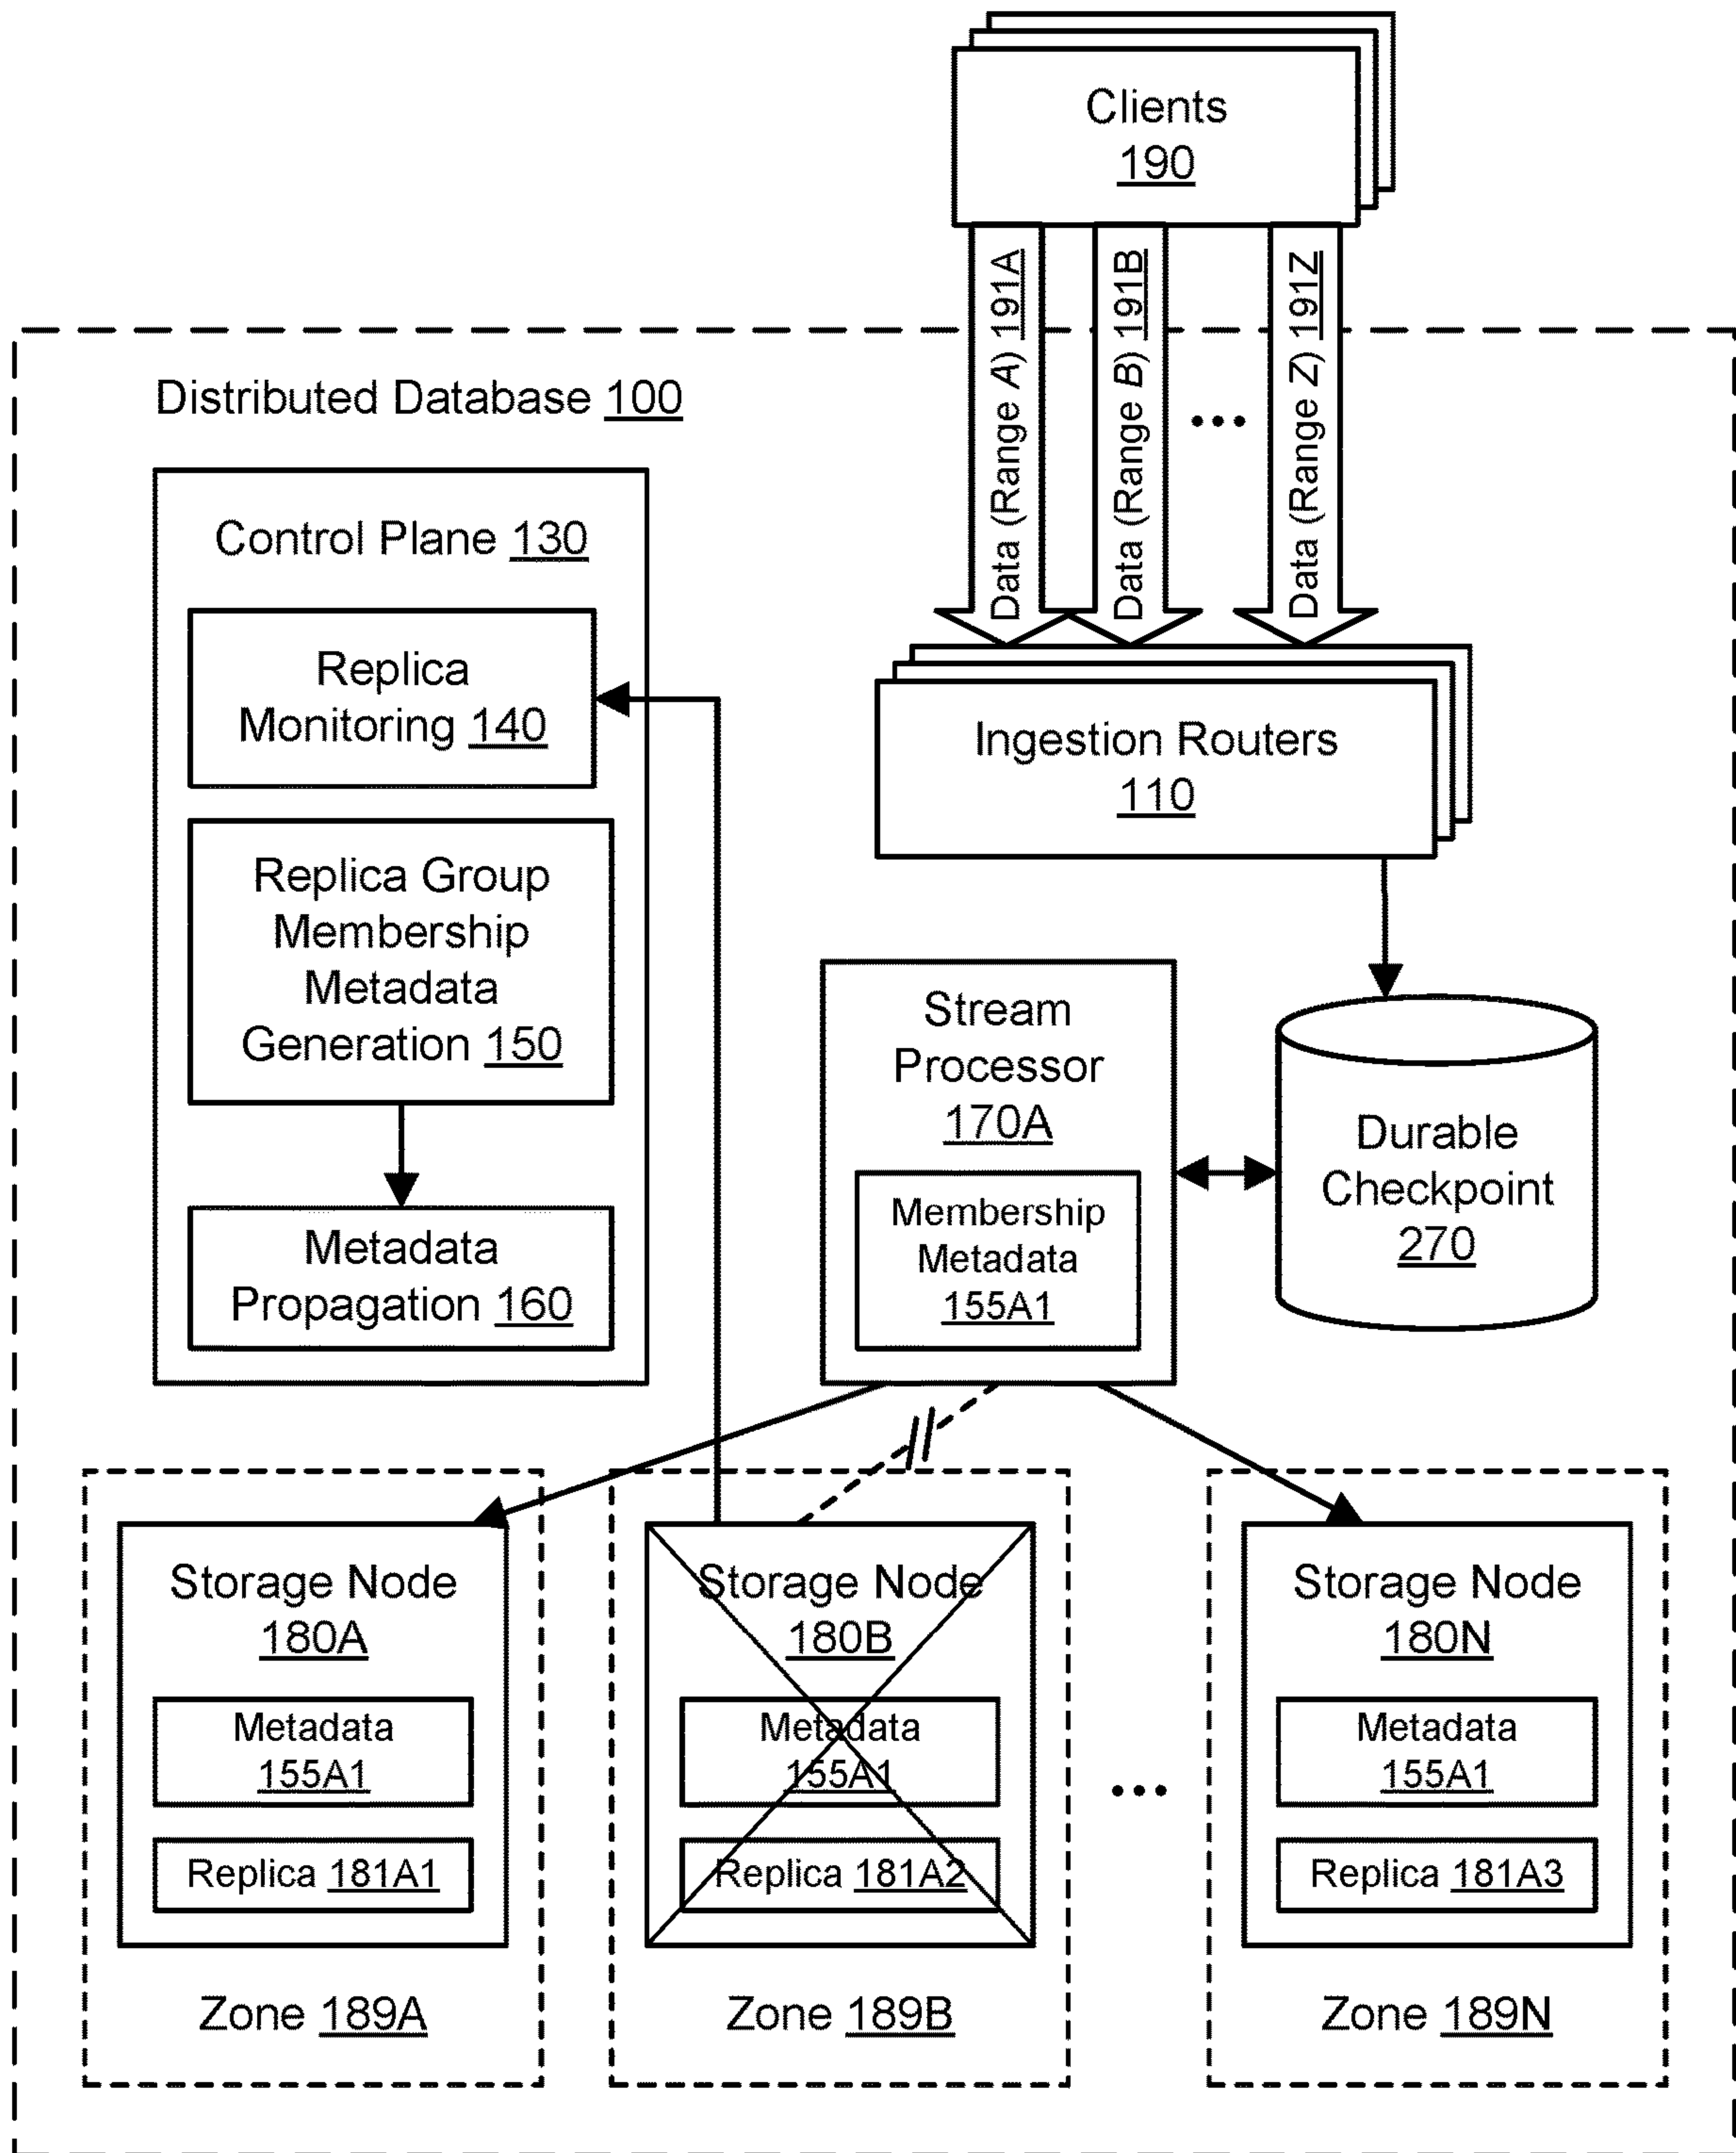 Clients
190
Data (Range A) 191A
Data (Range B) 191B
...
Data (Range Z) 191Z
Distributed Database 100
Control Plane 130
Replica
Monitoring 140
Replica Group
Membership
Metadata
Generation 150
Metadata
Propagation 160
Ingestion Routers
110
Stream
Processor
170A
Membership
Metadata
155A1
Durable
Checkpoint
270
Storage Node
180A
Metadata
155A1
Replica 181A1
Zone 189A
Storage Node
180B
Metadata
155A1
Replica 181A2
Zone 189B
...
Storage Node
180N
Metadata
155A1
Replica 181A3
Zone 189N